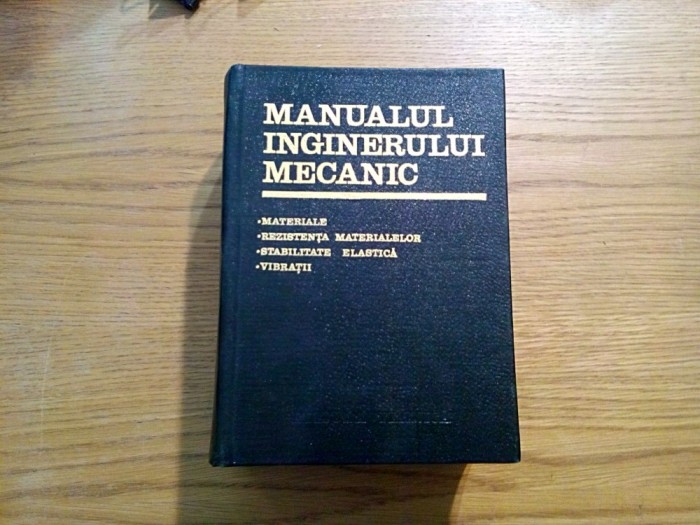 MANUALUL
INGINERULUI
MECANIC
•MATERIALE
•REZISTENȚA MATERIALELOR
•STABILITATE ELASTICĂ
•VIBRAȚII